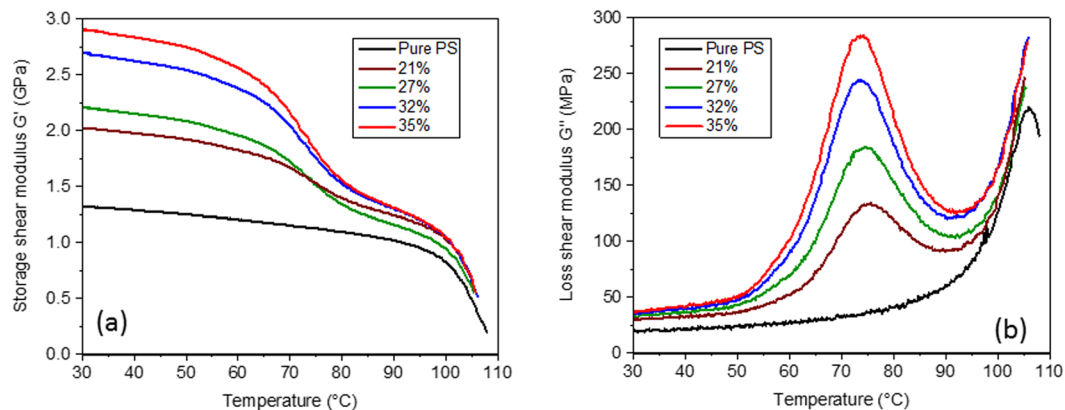 Storage shear modulus G' (GPa)
3.0
2.5
2.0
1.5
1.0
0.5
0.0
Pure PS
21%
27%
32%
35%
(a)
30 40 50 60 70 80 90 100 110
Temperature (°C)
Loss shear modulus G" (MPa)
300
250
200
150
100
50
0
Pure PS
21%
27%
32%
35%
(b)
30 40 50 60 70 80 90 100 110
Temperature (°C)